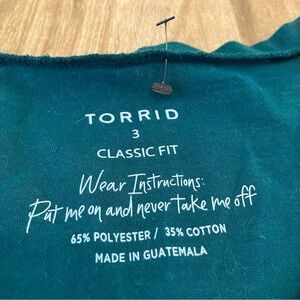 TORRID
3
CLASSIC FIT
Wear Instructions:
Put me on and never take me off
65% POLYESTER / 35% COTTON
MADE IN GUATEMALA